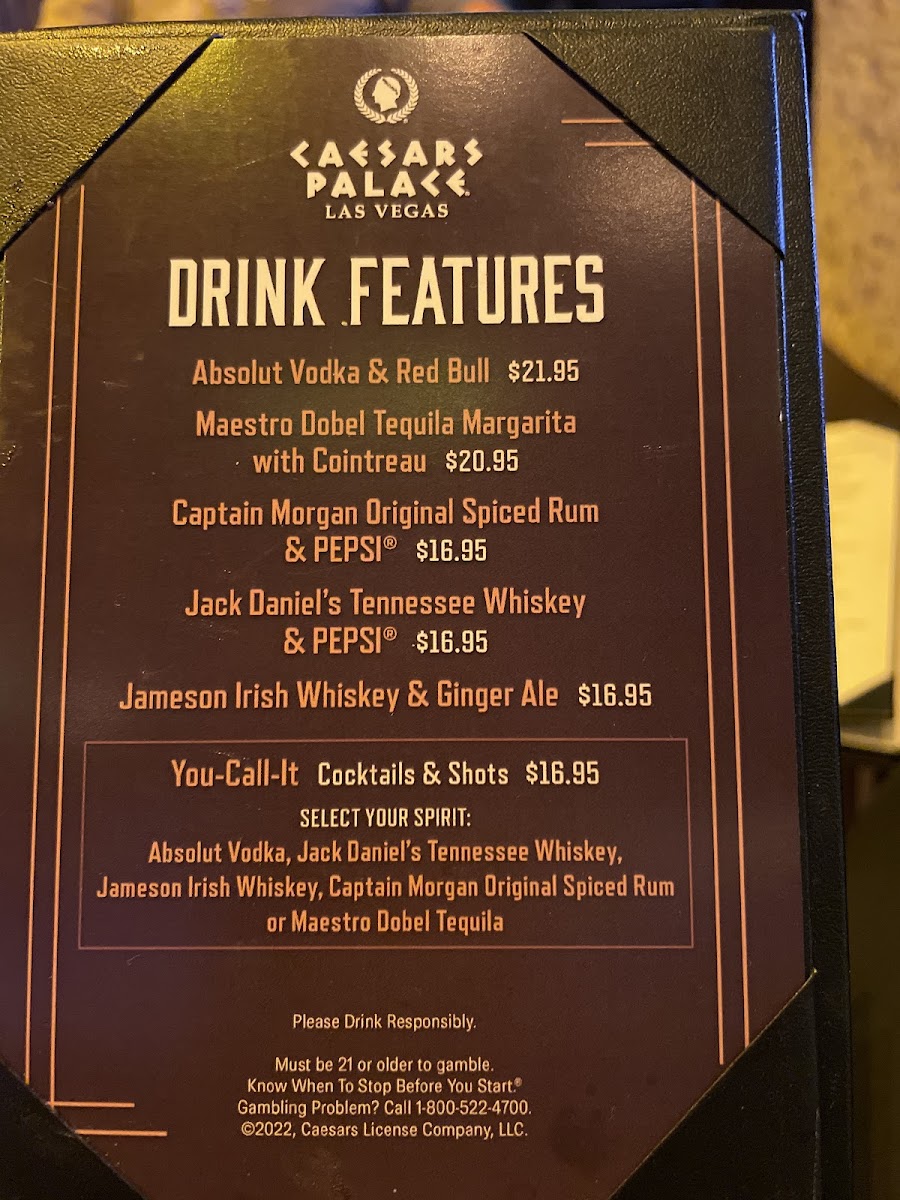 CAESARS
PALACE
LAS VEGAS
DRINK FEATURES
Absolut Vodka & Red Bull $21.95
Maestro Dobel Tequila Margarita
with Cointreau $20.95
Captain Morgan Original Spiced Rum
& PEPSI® $16.95
Jack Daniel's Tennessee Whiskey
& PEPSI® $16.95
Jameson Irish Whiskey & Ginger Ale $16.95
You-Call-It Cocktails & Shots $16.95
SELECT YOUR SPIRIT:
Absolut Vodka, Jack Daniel's Tennessee Whiskey,
Jameson Irish Whiskey, Captain Morgan Original Spiced Rum
or Maestro Dobel Tequila
Please Drink Responsibly.
Must be 21 or older to gamble.
Know When To Stop Before You Start.®
Gambling Problem? Call 1-800-522-4700.
©2022, Caesars License Company, LLC.